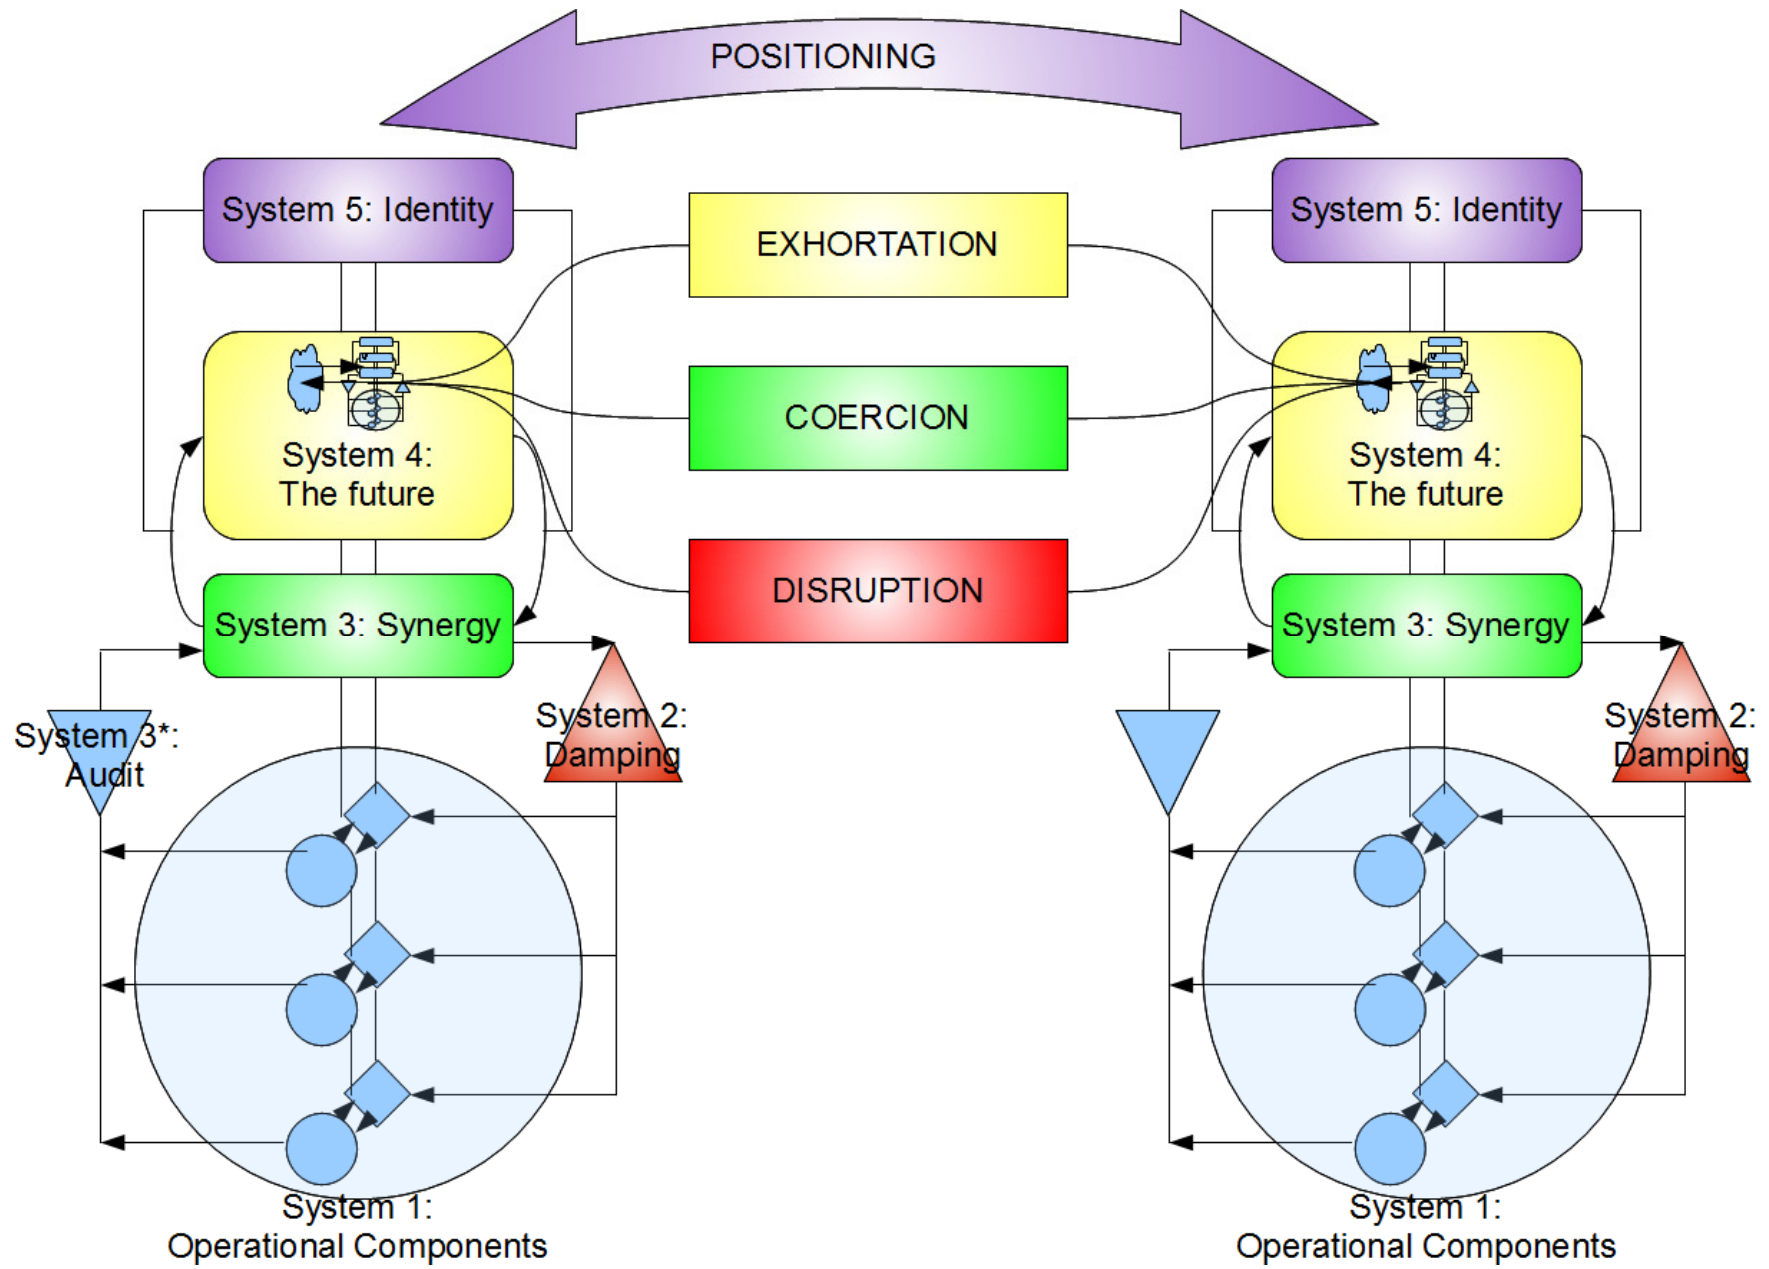 POSITIONING
System 5: Identity
System 5: Identity
EXHORTATION
COERCION
System 4:
The future
System 4:
The future
DISRUPTION
System 3: Synergy
System 3: Synergy
System 3*:
Audit
System 2:
Damping
System 2:
Damping
System 1:
Operational Components
System 1:
Operational Components